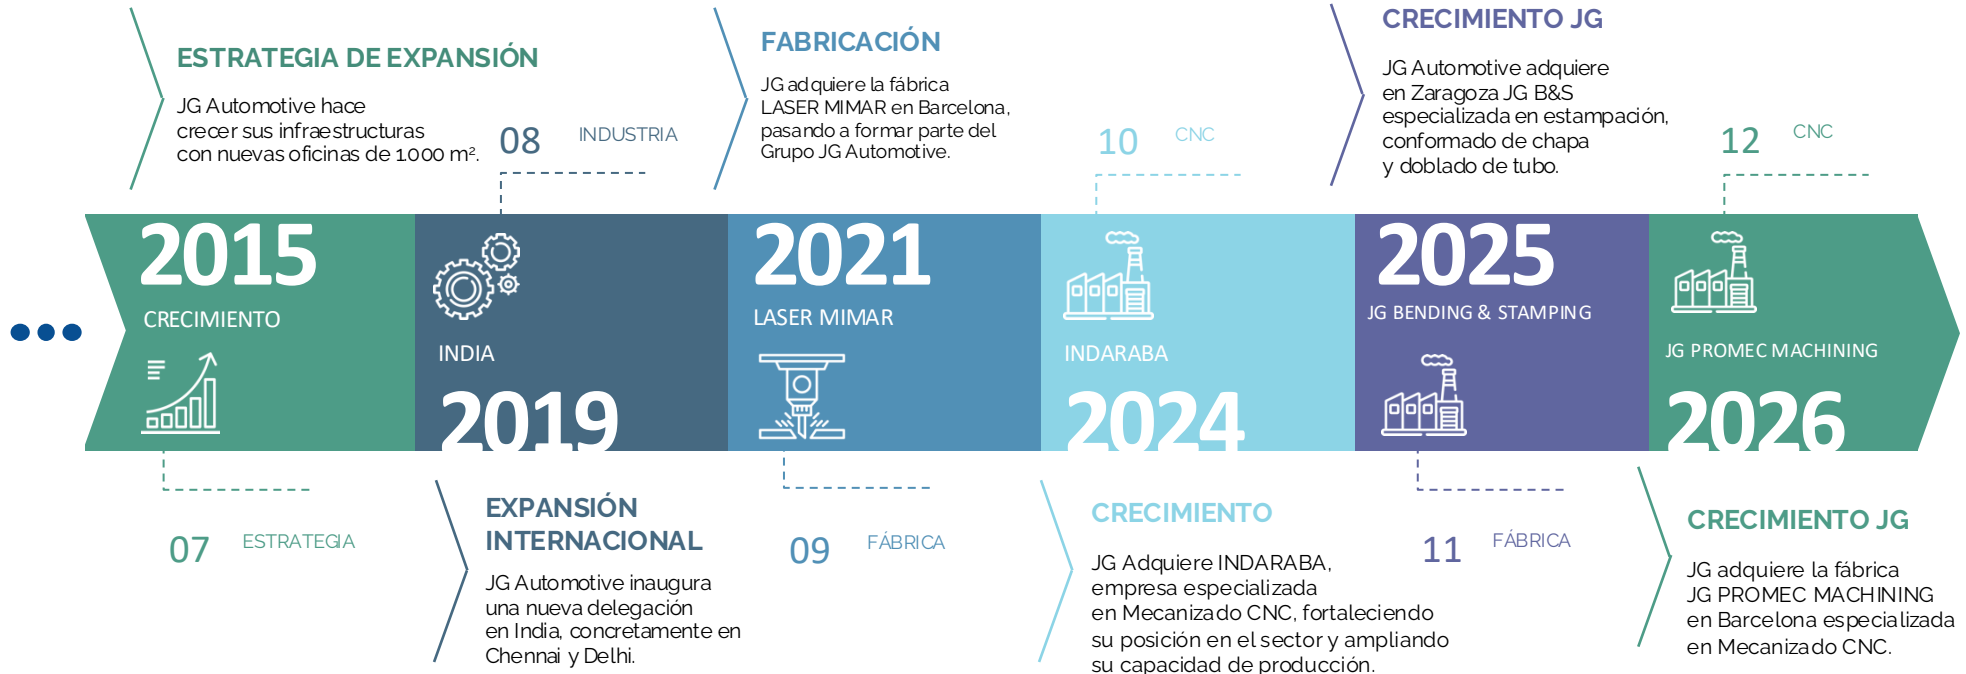 ESTRATEGIA DE EXPANSIÓN
JG Automotive hace
crecer sus infraestructuras
con nuevas oficinas de 1.000 m².
2015
CRECIMIENTO
07
ESTRATEGIA
08
INDUSTRIA
INDIA
2019
EXPANSIÓN
INTERNACIONAL
JG Automotive inaugura
una nueva delegación
en India, concretamente en
Chennai y Delhi.
FABRICACIÓN
JG adquiere la fábrica
LASER MIMAR en Barcelona,
pasando a formar parte del
Grupo JG Automotive.
2021
LASER MIMAR
09
FÁBRICA
10
CNC
INDARABA
2024
CRECIMIENTO
JG Adquiere INDARABA,
empresa especializada
en Mecanizado CNC, fortaleciendo
su posición en el sector y ampliando
su capacidad de producción.
CRECIMIENTO JG
JG Automotive adquiere
en Zaragoza JG B&S
especializada en estampación,
conformado de chapa
y doblado de tubo.
2025
JG BENDING & STAMPING
11
FÁBRICA
12
CNC
JG PROMEC MACHINING
2026
CRECIMIENTO JG
JG adquiere la fábrica
JG PROMEC MACHINING
en Barcelona especializada
en Mecanizado CNC.